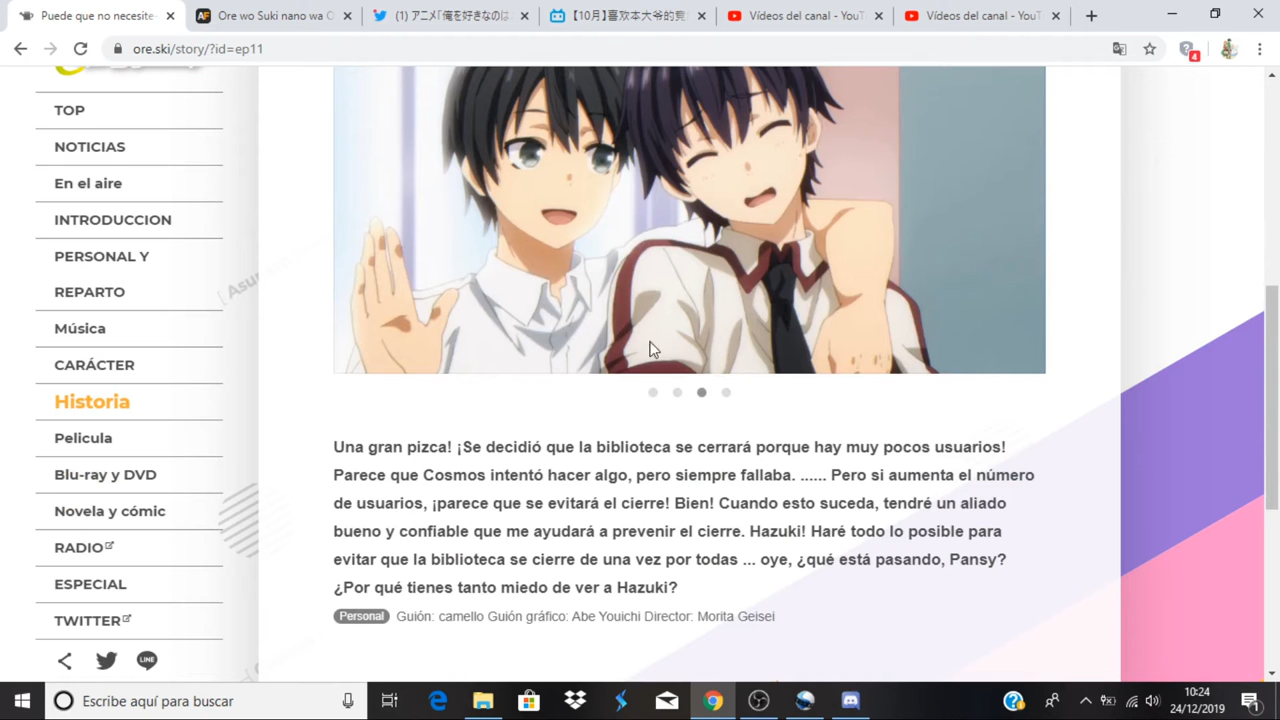 Puede que no necesite
Ore wo Suki nano wa O
(1) アニメ「俺を好きなのは
【10月】喜欢本大爷的竟
Vídeos del canal - YouT
Vídeos del canal - YouT
ore.ski/story/?id=ep11
4
TOP
NOTICIAS
En el aire
INTRODUCCION
PERSONAL Y
REPARTO
Música
CARÁCTER
Historia
Pelicula
Blu-ray y DVD
Novela y cómic
RADIO
ESPECIAL
TWITTER
LINE
Una gran pizca! ¡Se decidió que la biblioteca se cerrará porque hay muy pocos usuarios!
Parece que Cosmos intentó hacer algo, pero siempre fallaba. ...... Pero si aumenta el número
de usuarios, ¡parece que se evitará el cierre! Bien! Cuando esto suceda, tendré un aliado
bueno y confiable que me ayudará a prevenir el cierre. Hazuki! Haré todo lo posible para
evitar que la biblioteca se cierre de una vez por todas ... oye, ¿qué está pasando, Pansy?
¿Por qué tienes tanto miedo de ver a Hazuki?
Personal Guión: camello Guión gráfico: Abe Youichi Director: Morita Geisei
Escribe aquí para buscar
10:24
24/12/2019
1